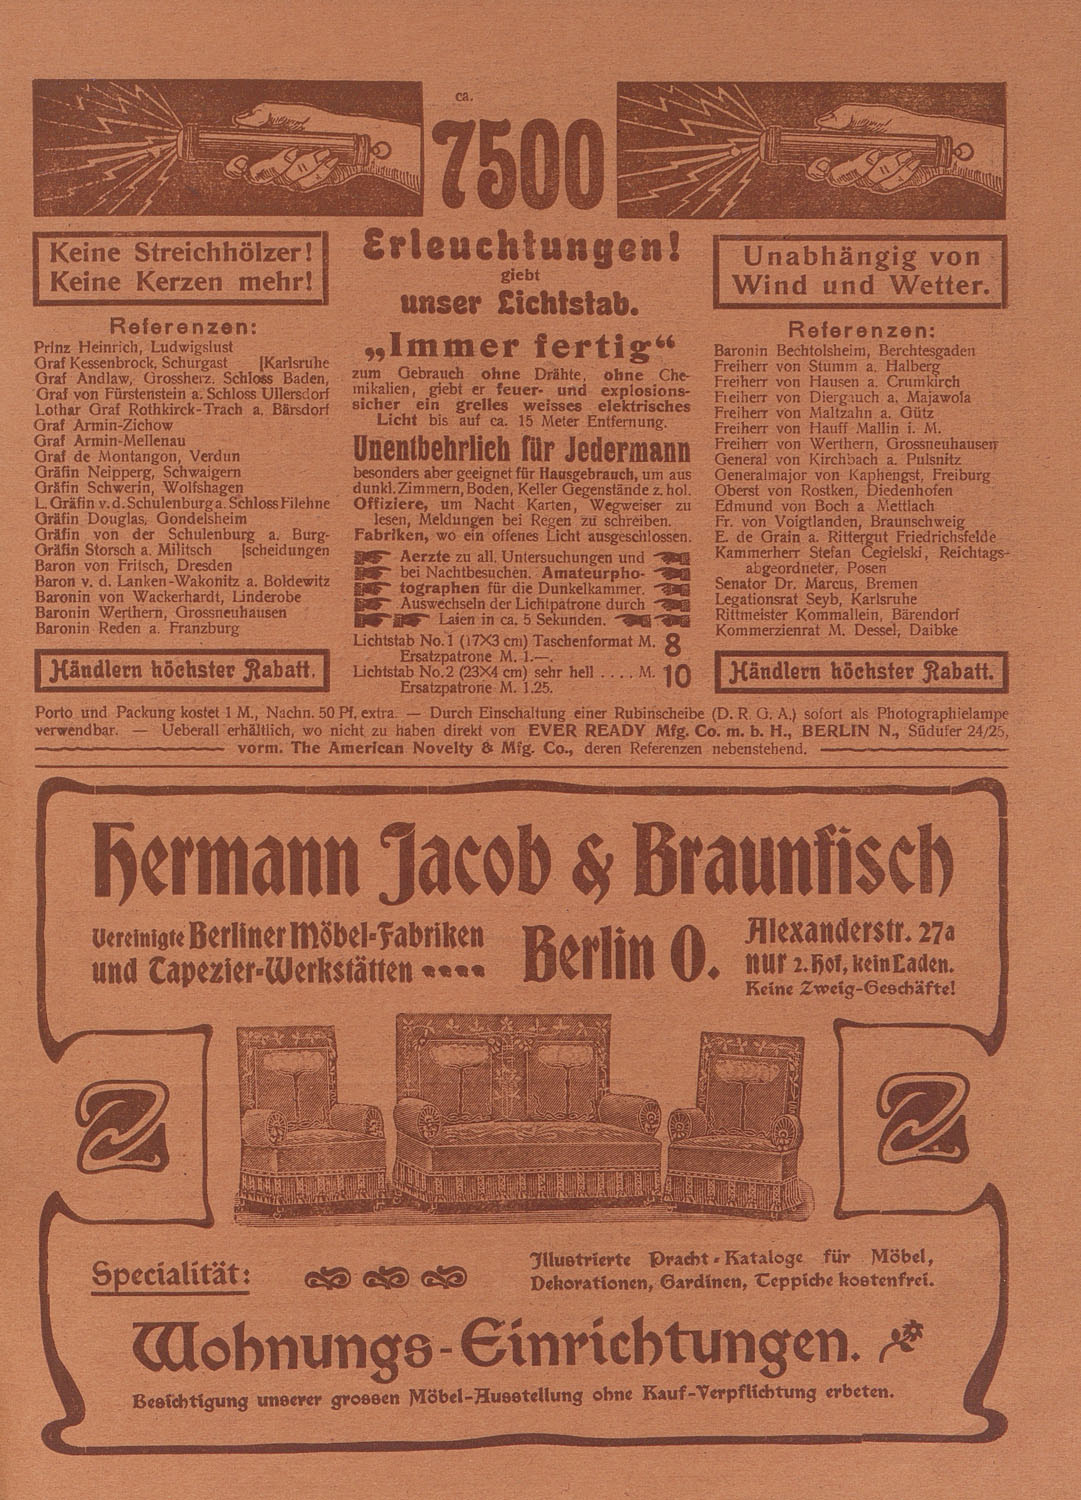 ca.
7500
Erleuchtungen!
giebt
unser Lichtstab.
Keine Streichhölzer!
Keine Kerzen mehr!
Referenzen:
Prinz Heinrich, Ludwigslust
Graf Kessenbrock, Schurgast [Karlsruhe
Graf Andlaw, Grossherz. Schloss Baden,
Graf von Fürstenstein a. Schloss Ullersdorf
Lothar Graf Rothkirck-Trach a. Bärsdorf
Graf Armin-Zichow
Graf Armin-Mellenau
Graf de Montangon, Verdun
Gräfin Neipperg, Schwaigern
Gräfin Schwerin, Wolfshagen
L. Gräfin v. d. Schulenburg a. Schloss Filehne
Gräfin Douglas, Gondelsheim
Gräfin von der Schulenburg a. Burg-
Gräfin Storsch a. Militsch [scheidungen
Baron von Fritsch, Dresden
Baron v. d. Lanken-Wakonitz a. Boldewitz
Baronin von Wackerhardt, Linderobe
Baronin Werthern, Grossneuhausen
Baronin Reden a. Franzburg
Händlern höchster Rabatt.
„Immer fertig“
zum Gebrauch ohne Drähte, ohne Che-
mikalien, giebt er feuer- und explosions-
sicher ein grelles weisses elektrisches
Licht bis auf ca. 15 Meter Entfernung.
Unentbehrlich für Jedermann
besonders aber geeignet für Hausgebrauch, um aus
dunkl. Zimmern, Boden, Keller Gegenstände z. hol.
Offiziere, um Nacht Karten, Wegweiser zu
lesen, Meldungen bei Regen zu schreiben.
Fabriken, wo ein offenes Licht ausgeschlossen.
Aerzte zu all. Untersuchungen und
bei Nachtbesuchen. Amateurpho-
tographen für die Dunkelkammer.
Auswechseln der Lichtpatrone durch
Laien in ca. 5 Sekunden.
Lichtstab No. 1 (17X3 cm) Taschenformat M. 8
Ersatzpatrone M. 1.—.
Lichtstab No. 2 (23X4 cm) sehr hell . . . . M. 10
Ersatzpatrone M. 1.25.
Unabhängig von
Wind und Wetter.
Referenzen:
Baronin Bechtolsheim, Berchtesgaden
Freiherr von Stumm a. Halberg
Freiherr von Hausen a. Crumkirch
Freiherr von Diergauch a. Majawola
Freiherr von Maltzahn a. Gütz
Freiherr von Hauff Mallin i. M.
Freiherr von Werthern, Grossneuhausen
General von Kirchbach a. Pulsnitz
Generalmajor von Kaphengst, Freiburg
Oberst von Rostken, Diedenhofen
Edmund von Boch a Mettlach
Fr. von Voigtlanden, Braunschweig
E. de Grain a. Rittergut Friedrichsfelde
Kammerherr Stefan Cegielski, Reichtags-
abgeordneter, Posen
Senator Dr. Marcus, Bremen
Legationsrat Seyb, Karlsruhe
Rittmeister Kommallein, Bärendorf
Kommerzienrat M. Dessel, Daibke
Händlern höchster Rabatt.
Porto und Packung kostet 1 M., Nachn. 50 Pf. extra. — Durch Einschaltung einer Rubinscheibe (D. R. G. A.) sofort als Photographielampe
verwendbar. — Ueberall erhältlich, wo nicht zu haben direkt von EVER READY Mfg. Co. m. b. H., BERLIN N., Südufer 24/25,
vorm. The American Novelty & Mfg. Co., deren Referenzen nebenstehend.
Hermann Jacob & Braunfisch
Vereinigte Berliner Möbel-Fabriken
und Tapezier-Werkstätten
Berlin O.
Alexanderstr. 27a
nur 2. Hof, kein Laden.
Keine Zweig-Geschäfte!
Specialität:
Illustrierte Pracht-Kataloge für Möbel,
Dekorationen, Gardinen, Teppiche kostenfrei.
Wohnungs-Einrichtungen.
Besichtigung unserer grossen Möbel-Ausstellung ohne Kauf-Verpflichtung erbeten.